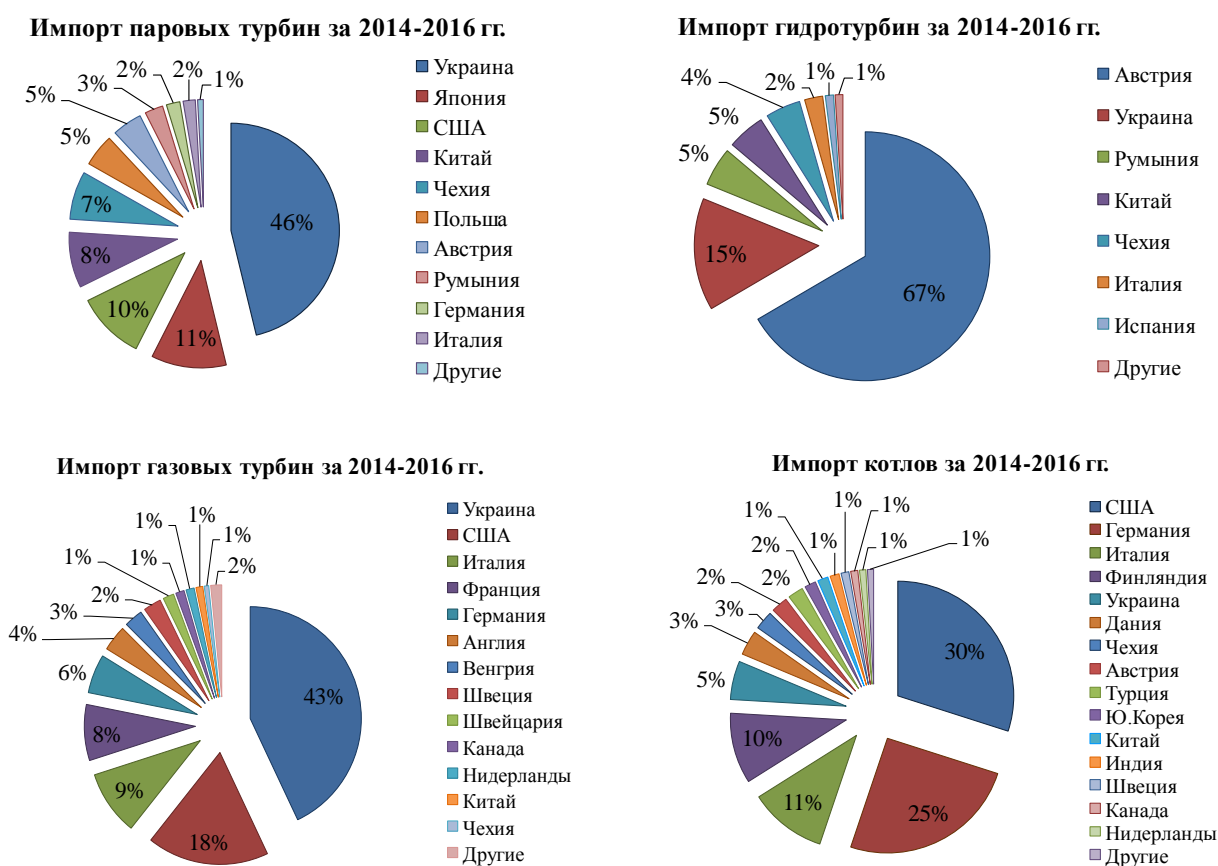 Импорт паровых турбин за 2014-2016 гг.
46%
11%
10%
8%
7%
5%
5%
3%
2%
2%
1%
Украина
Япония
США
Китай
Чехия
Польша
Австрия
Румыния
Германия
Италия
Другие
Импорт гидротурбин за 2014-2016 гг.
67%
15%
5%
5%
4%
2%
1%
1%
Австрия
Украина
Румыния
Китай
Чехия
Италия
Испания
Другие
Импорт газовых турбин за 2014-2016 гг.
43%
18%
9%
8%
6%
4%
3%
2%
1%
1%
1%
1%
1%
2%
Украина
США
Италия
Франция
Германия
Англия
Венгрия
Швеция
Швейцария
Канада
Нидерланды
Китай
Чехия
Другие
Импорт котлов за 2014-2016 гг.
30%
25%
11%
10%
5%
3%
3%
2%
2%
2%
1%
1%
1%
1%
1%
1%
США
Германия
Италия
Финляндия
Украина
Дания
Чехия
Австрия
Турция
Ю.Корея
Китай
Индия
Швеция
Канада
Нидерланды
Другие